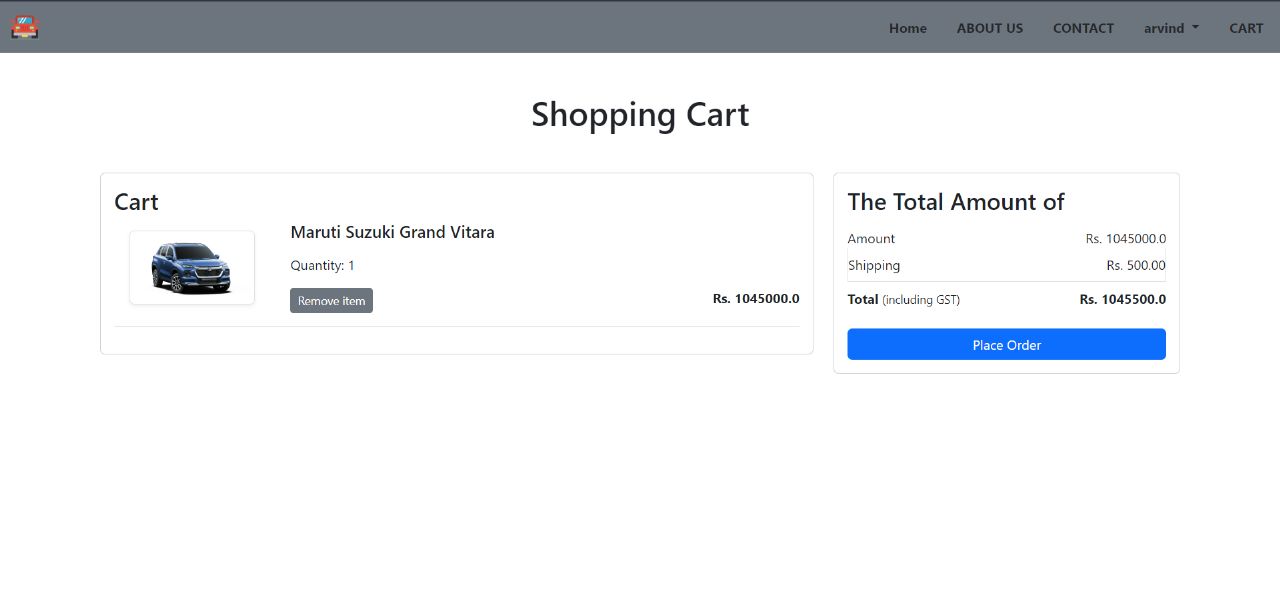 Home ABOUT US CONTACT arvind CART
Shopping Cart
Cart
Maruti Suzuki Grand Vitara
Quantity: 1
Remove item
Rs. 1045000.0
The Total Amount of
Amount Rs. 1045000.0
Shipping Rs. 500.00
Total (including GST) Rs. 1045500.0
Place Order